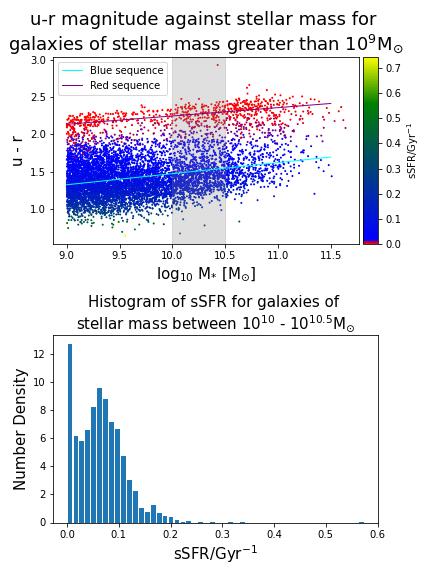 u-r magnitude against stellar mass for
galaxies of stellar mass greater than 10⁹M⊙
Blue sequence
Red sequence
3.0
2.5
2.0
1.5
1.0
u - r
9.0 9.5 10.0 10.5 11.0 11.5
log₁₀ M* [M⊙]
0.7
0.6
0.5
0.4
0.3
0.2
0.1
0.0
sSFR/Gyr⁻¹
Histogram of sSFR for galaxies of
stellar mass between 10¹⁰ - 10¹⁰·⁵M⊙
12
10
8
6
4
2
0
Number Density
0.0 0.1 0.2 0.3 0.4 0.5 0.6
sSFR/Gyr⁻¹